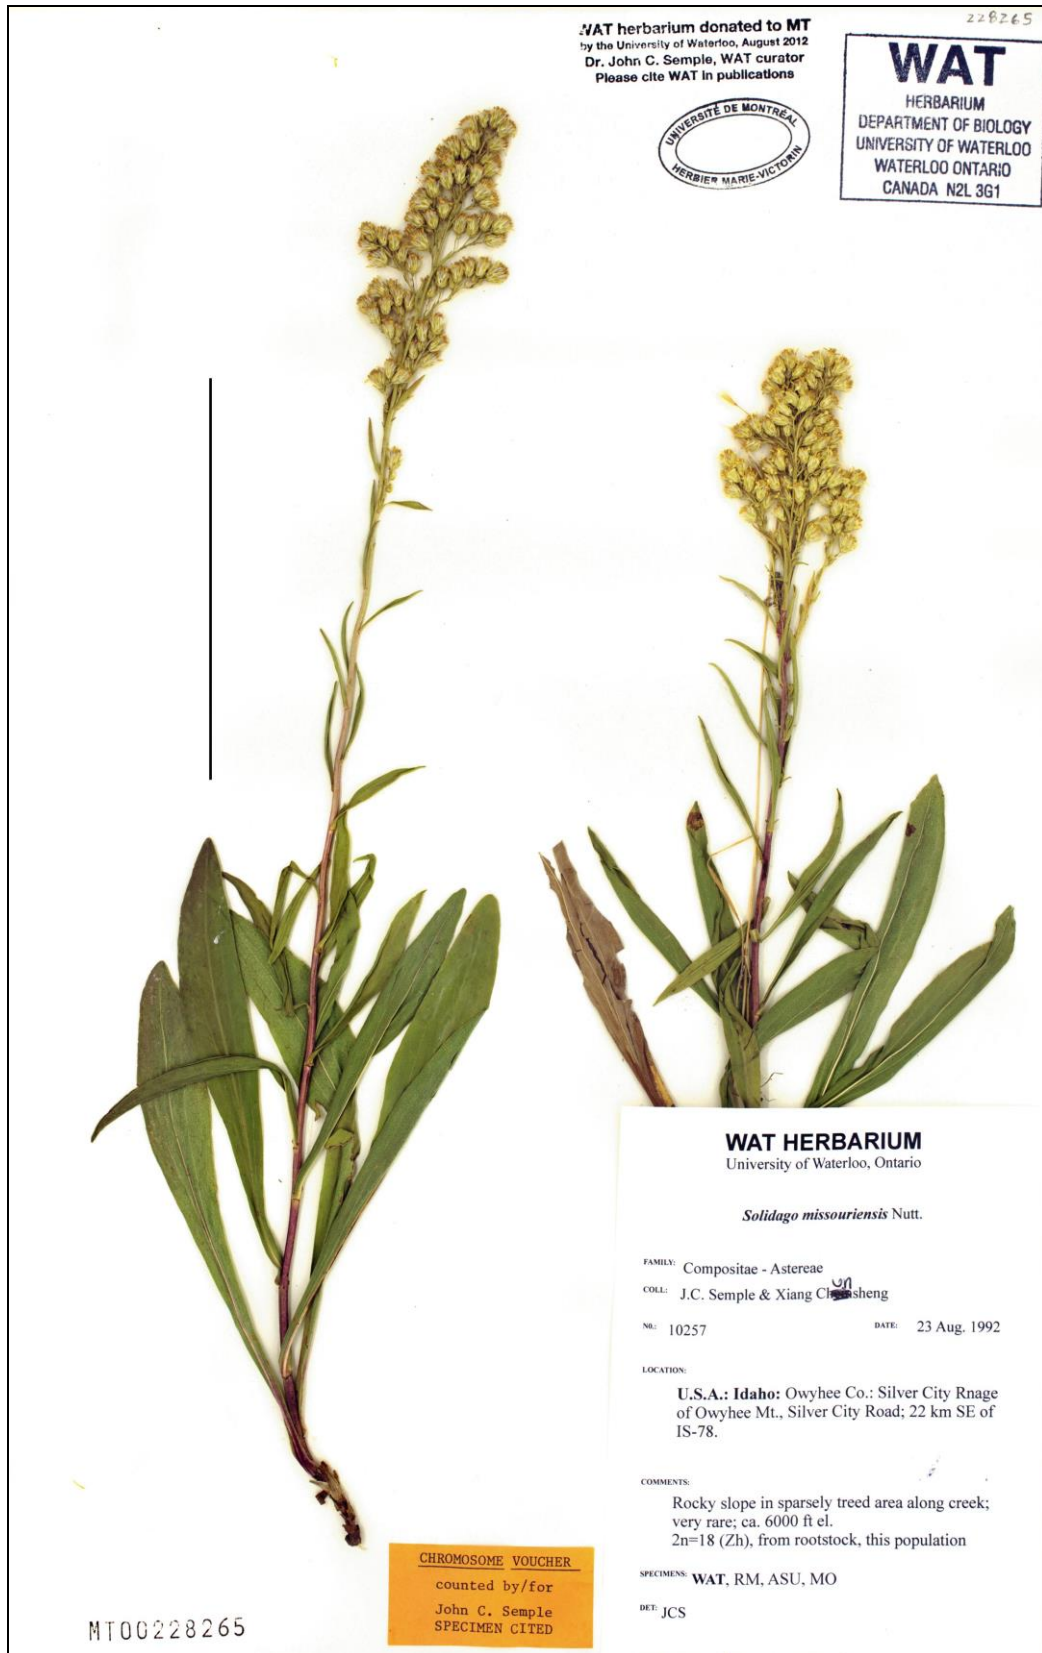 WAT herbarium donated to MT
by the University of Waterloo, August 2012
Dr. John C. Semple, WAT curator
Please cite WAT in publications
228265
WAT
HERBARIUM
DEPARTMENT OF BIOLOGY
UNIVERSITY OF WATERLOO
WATERLOO ONTARIO
CANADA N2L 3G1
UNIVERSITÉ DE MONTRÉAL
HERBIER MARIE-VICTORIN
WAT HERBARIUM
University of Waterloo, Ontario
Solidago missouriensis Nutt.
FAMILY: Compositae - Astereae
COLL: J.C. Semple & Xiang Chunsheng
NO.: 10257 DATE: 23 Aug. 1992
LOCATION:
U.S.A.: Idaho: Owyhee Co.: Silver City Rnage
of Owyhee Mt., Silver City Road; 22 km SE of
IS-78.
COMMENTS:
Rocky slope in sparsely treed area along creek;
very rare; ca. 6000 ft el.
2n=18 (Zh), from rootstock, this population
SPECIMENS: WAT, RM, ASU, MO
DET: JCS
CHROMOSOME VOUCHER
counted by/for
John C. Semple
SPECIMEN CITED
MT00228265